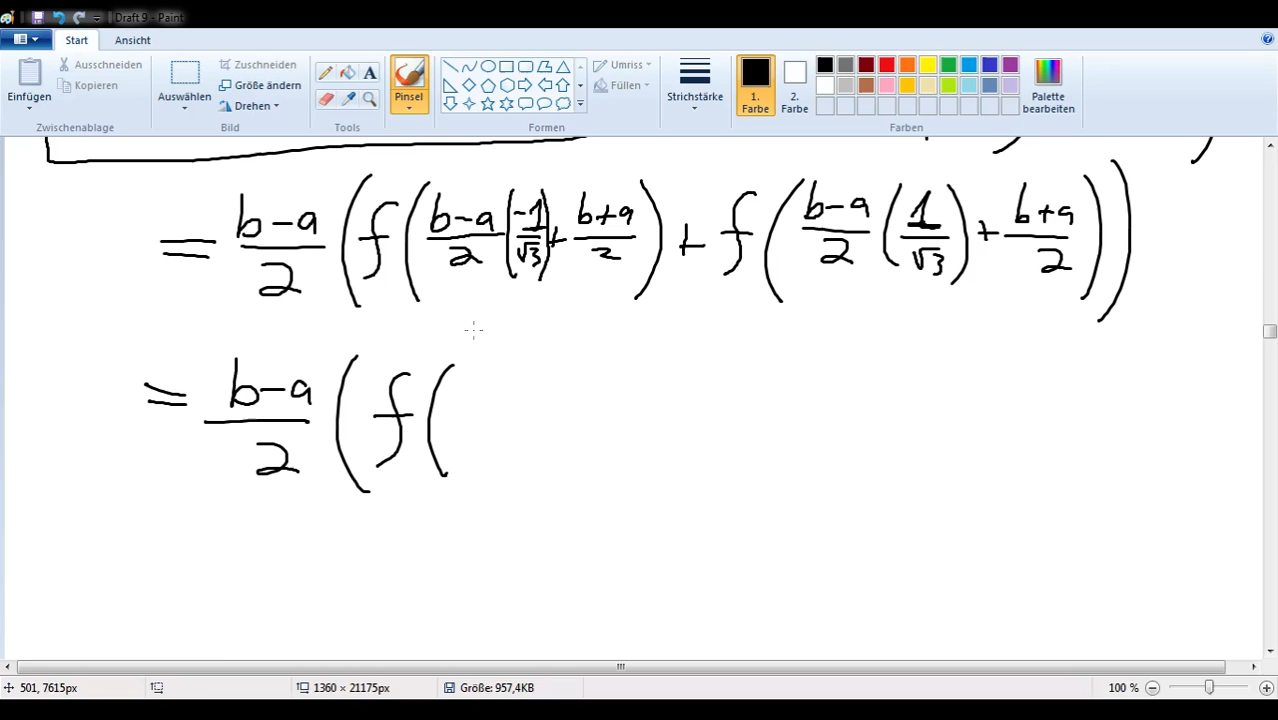 Draft 9 - Paint
Start Ansicht
Einfügen
Ausschneiden
Kopieren
Zwischenablage
Auswählen
Zuschneiden
Größe ändern
Drehen
Bild
Pinsel
Tools
Umriss
Füllen
Formen
Strichstärke
1. Farbe
2. Farbe
Palette bearbeiten
Farben
= b-a/2 (f(b-a/2 (-1/√3) + b+a/2) + f(b-a/2 (1/√3) + b+a/2))
= b-a/2 (f(
501, 7615px 1360 × 21175px Größe: 957,4KB 100 %